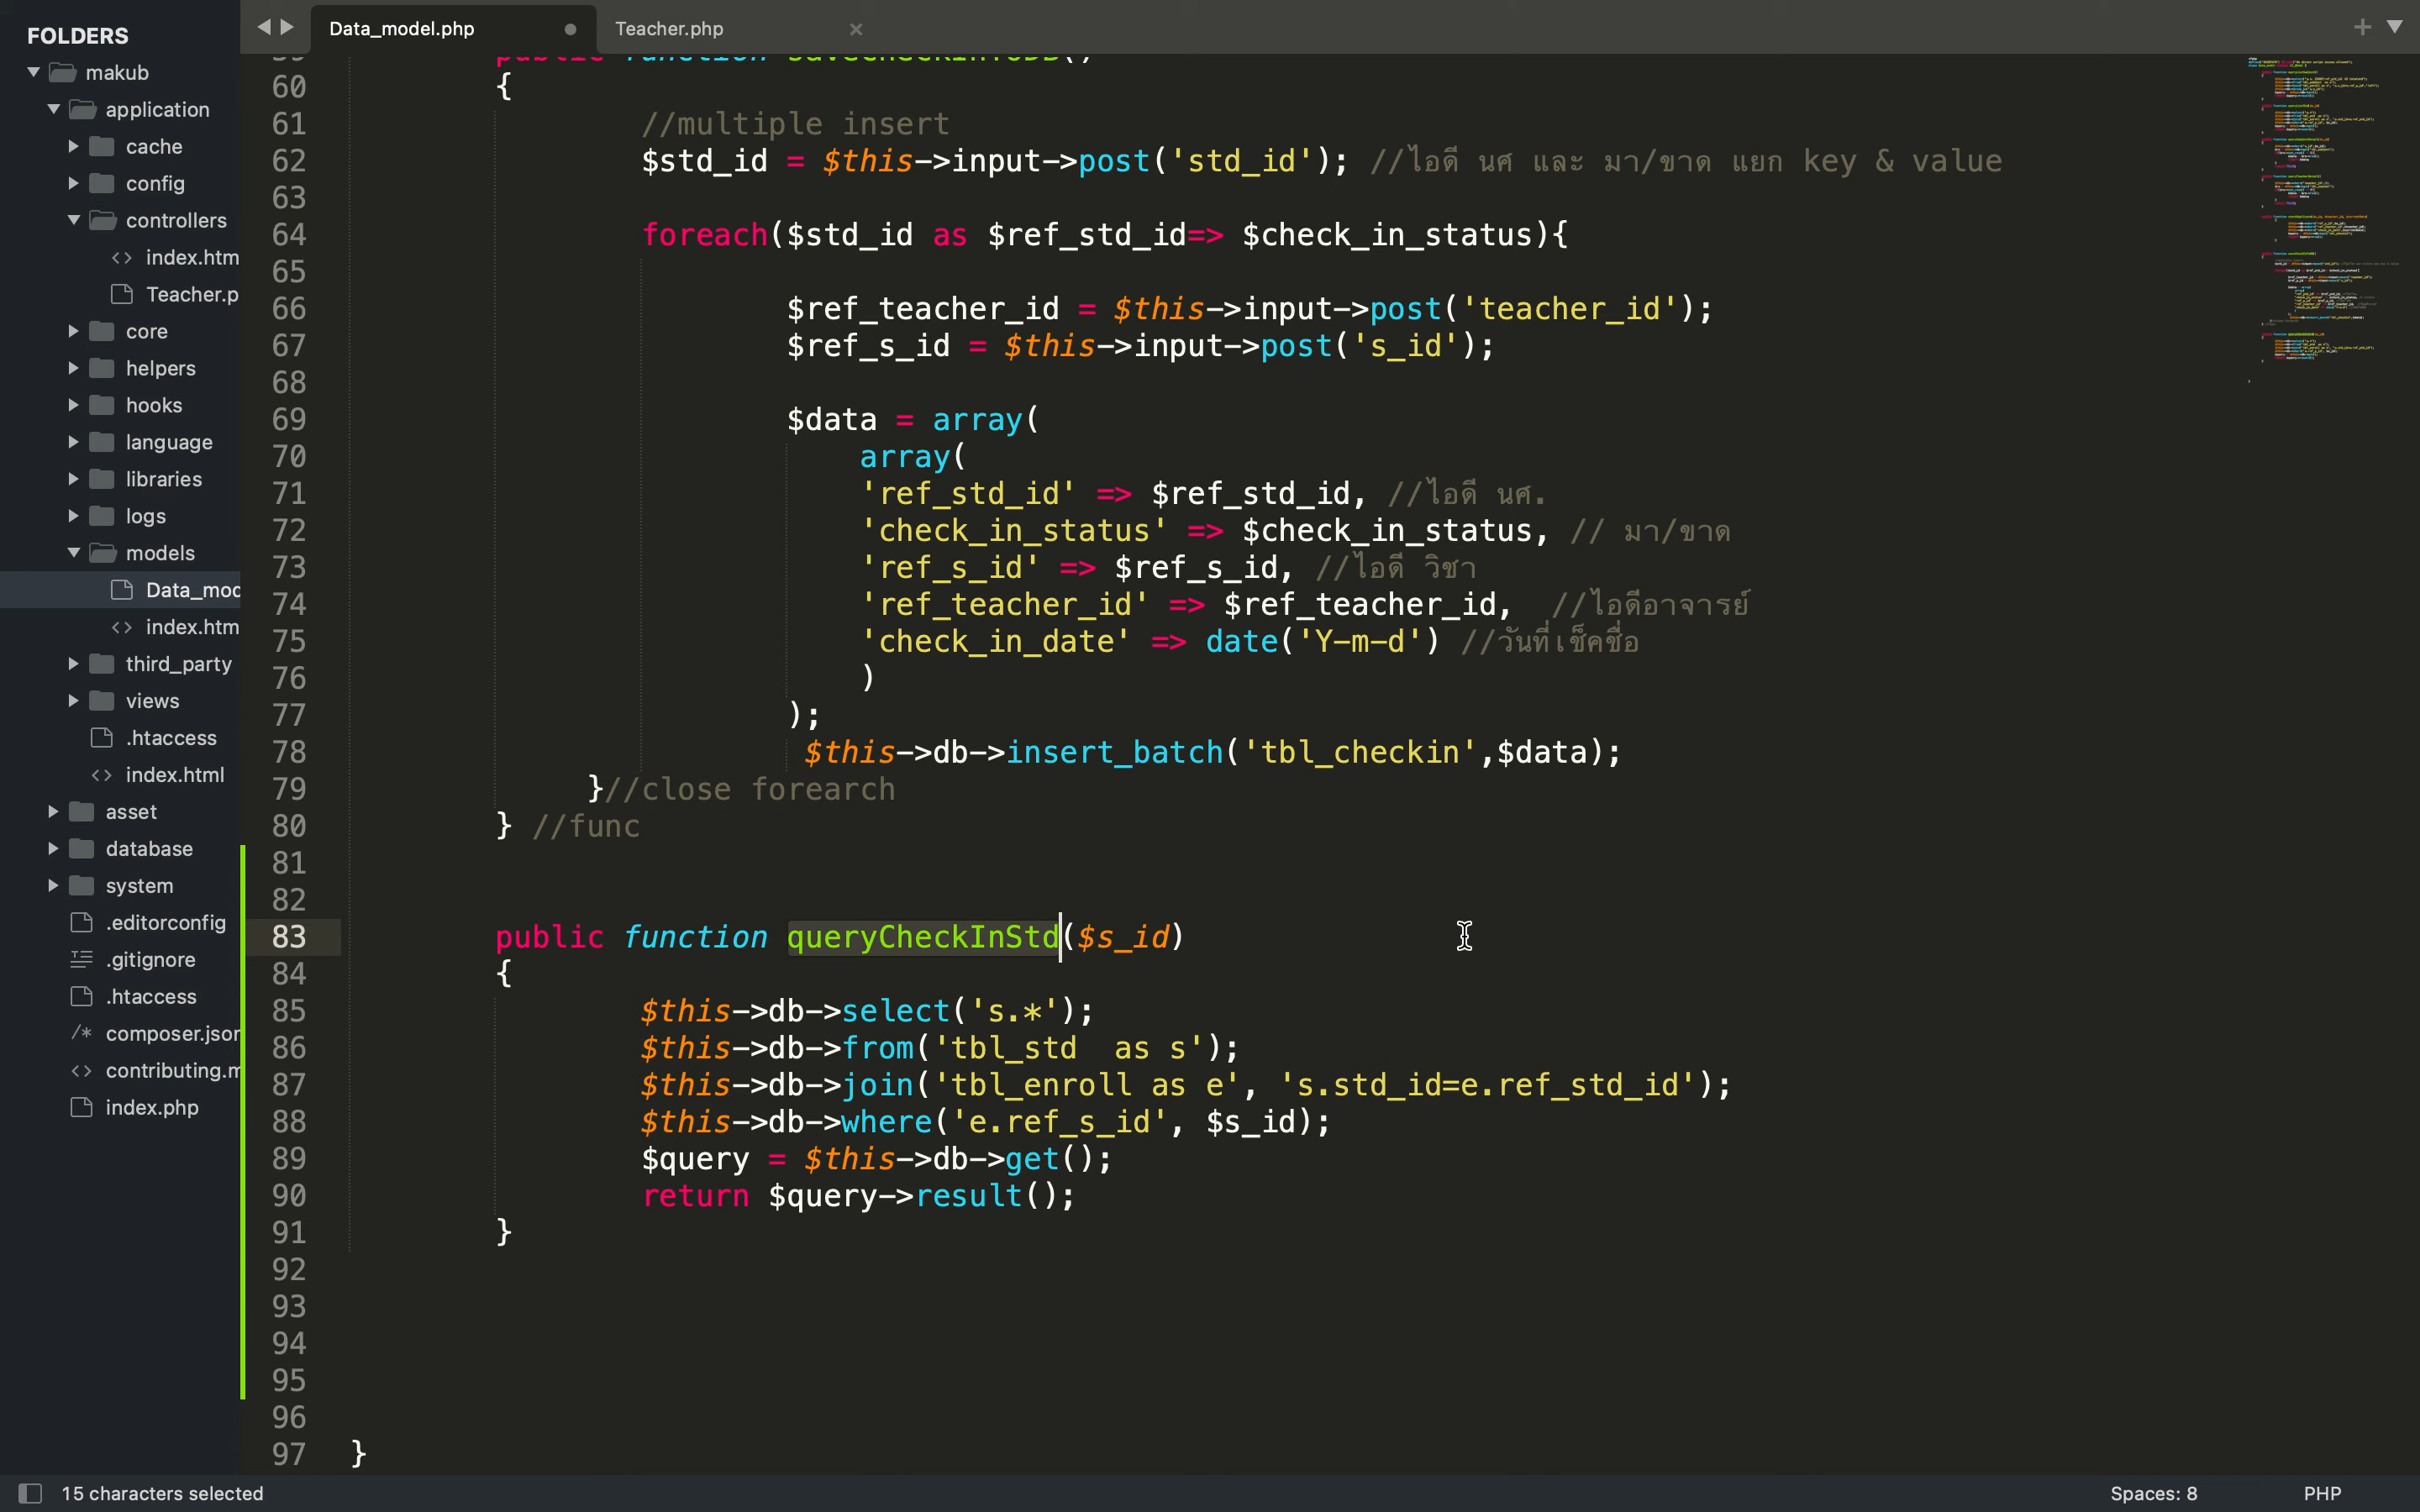 FOLDERS
makub
application
cache
config
controllers
index.htm
Teacher.p
core
helpers
hooks
language
libraries
logs
models
Data_mod
index.htm
third_party
views
.htaccess
index.html
asset
database
system
.editorconfig
.gitignore
.htaccess
composer.jsor
contributing.m
index.php
Data_model.php
Teacher.php
60 {
61 //multiple insert
62 $std_id = $this->input->post('std_id'); //ไอดี นศ และ มา/ขาด แยก key & value
63
64 foreach($std_id as $ref_std_id=> $check_in_status){
65
66 $ref_teacher_id = $this->input->post('teacher_id');
67 $ref_s_id = $this->input->post('s_id');
68
69 $data = array(
70 array(
71 'ref_std_id' => $ref_std_id, //ไอดี นศ.
72 'check_in_status' => $check_in_status, // มา/ขาด
73 'ref_s_id' => $ref_s_id, //ไอดี วิชา
74 'ref_teacher_id' => $ref_teacher_id, //ไอดีอาจารย์
75 'check_in_date' => date('Y-m-d') //วันที่เช็คชื่อ
76 )
77 );
78 $this->db->insert_batch('tbl_checkin',$data);
79 }//close forearch
80 } //func
81
82
83 public function queryCheckInStd($s_id)
84 {
85 $this->db->select('s.*');
86 $this->db->from('tbl_std  as s');
87 $this->db->join('tbl_enroll as e', 's.std_id=e.ref_std_id');
88 $this->db->where('e.ref_s_id', $s_id);
89 $query = $this->db->get();
90 return $query->result();
91 }
92
93
94
95
96
97 }
15 characters selected
Spaces: 8
PHP